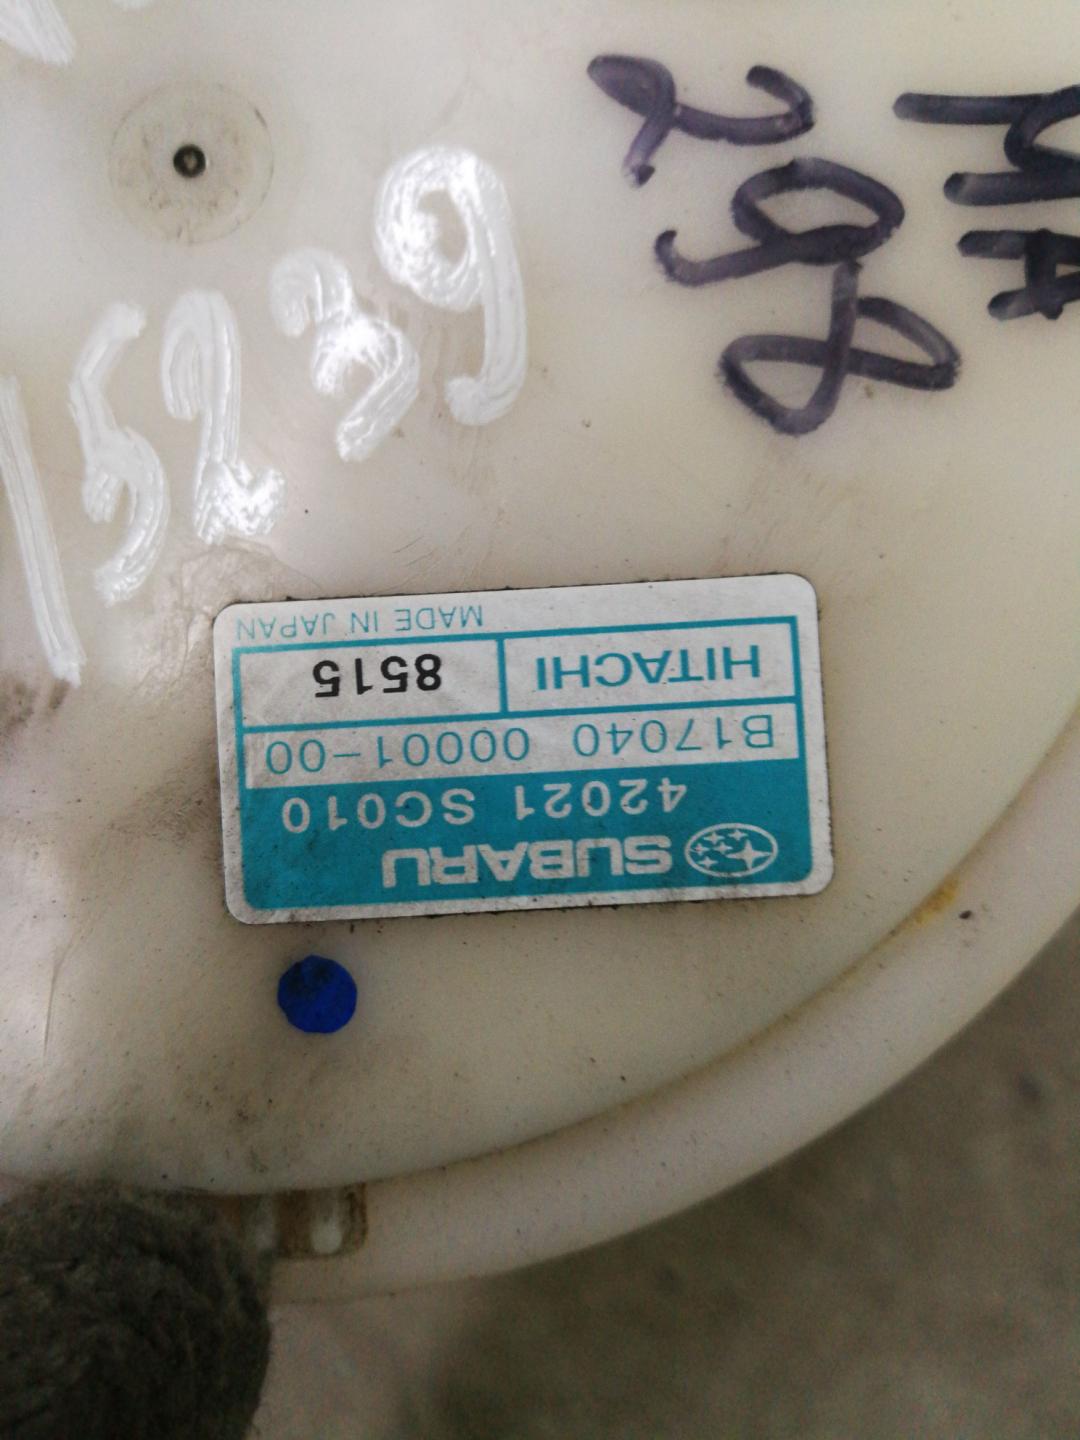 15239
SUBARU
42021 SC010
B17040 00001-00
HITACHI 8515
MADE IN JAPAN